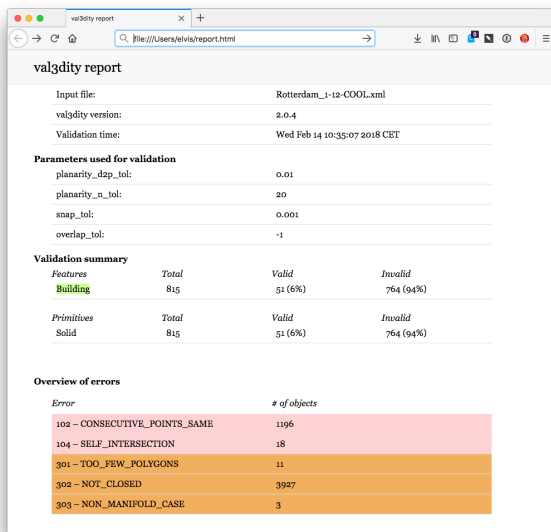 val3dity report
file:///Users/elvis/report.html
6
val3dity report
Input file: Rotterdam_1-12-COOL.xml
val3dity version: 2.0.4
Validation time: Wed Feb 14 10:35:07 2018 CET
Parameters used for validation
planarity_d2p_tol: 0.01
planarity_n_tol: 20
snap_tol: 0.001
overlap_tol: -1
Validation summary
Features Total Valid Invalid
Building 815 51 (6%) 764 (94%)
Primitives Total Valid Invalid
Solid 815 51 (6%) 764 (94%)
Overview of errors
Error # of objects
102 – CONSECUTIVE_POINTS_SAME 1196
104 – SELF_INTERSECTION 18
301 – TOO_FEW_POLYGONS 11
302 – NOT_CLOSED 3927
303 – NON_MANIFOLD_CASE 3